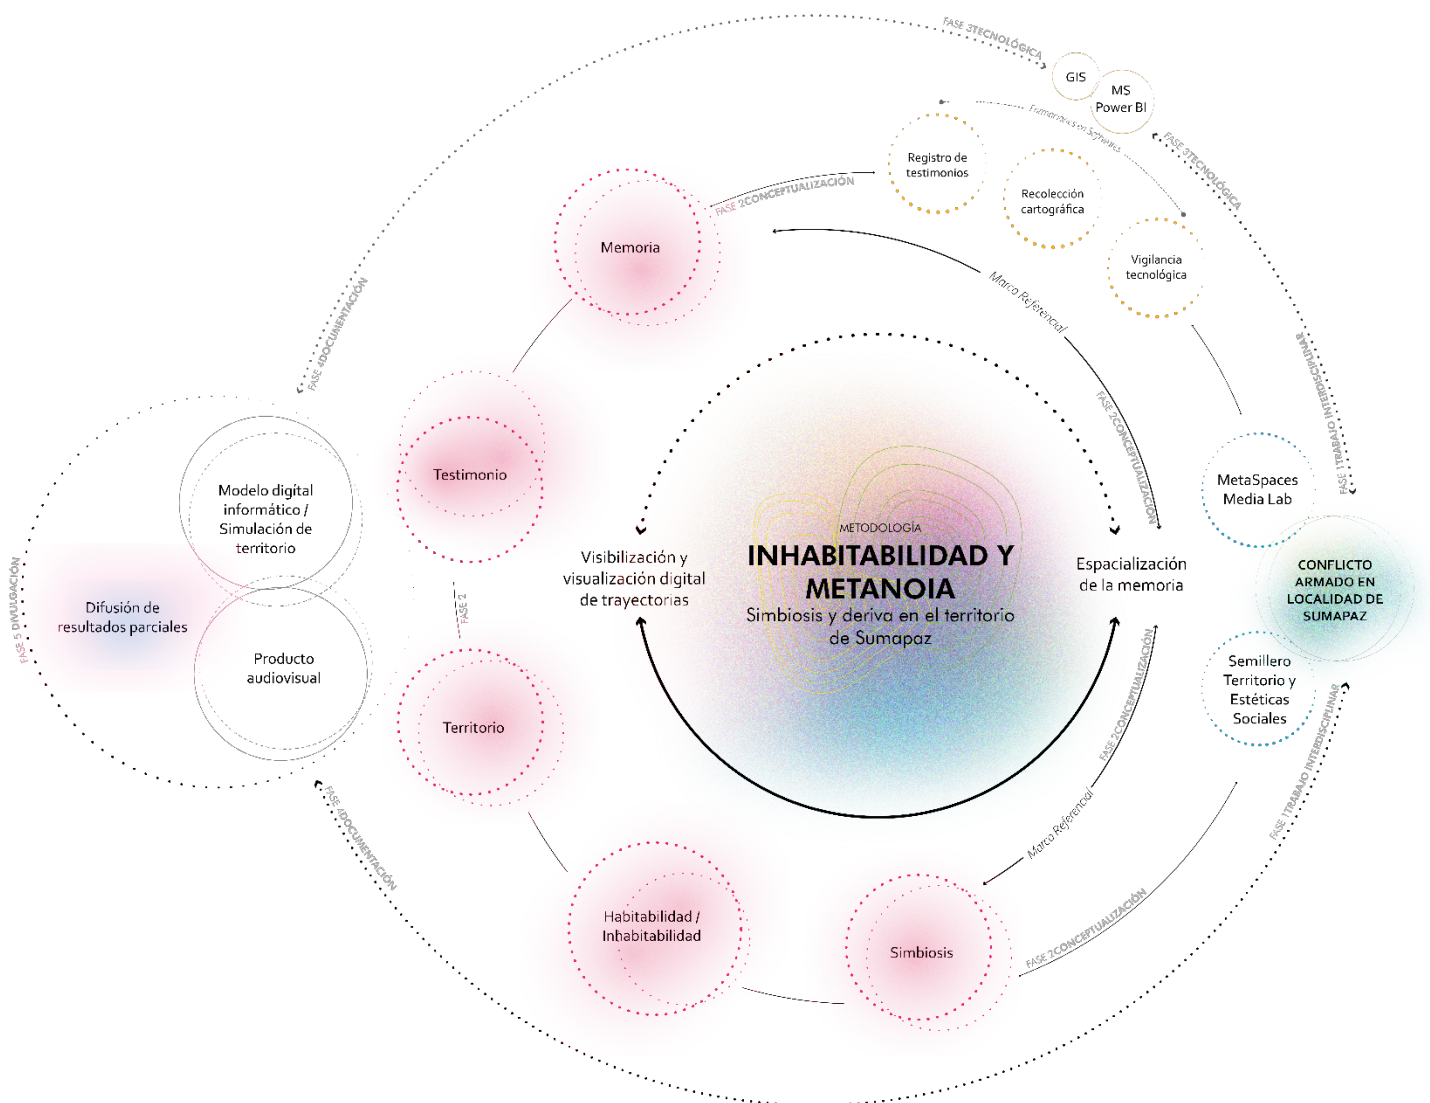 FASE 3TECNOLÓGICA
GIS
MS
Power BI
Formaciones en Softwares
FASE 3TECNOLÓGICA
Registro de
testimonios
Recolección
cartográfica
Vigilancia
tecnológica
FASE 2CONCEPTUALIZACIÓN
Memoria
Marco Referencial
FASE 4DOCUMENTACIÓN
FASE 1TRABAJO INTERDISCIPLINAR
FASE 2CONCEPTUALIZACIÓN
Testimonio
MetaSpaces
Media Lab
Modelo digital
informático /
Simulación de
territorio
METODOLOGÍA
INHABITABILIDAD Y
METANOIA
Simbiosis y deriva en el territorio
de Sumapaz
Visibilización y
visualización digital
de trayectorias
Espacialización
de la memoria
CONFLICTO
ARMADO EN
LOCALIDAD DE
SUMAPAZ
FASE 5 DIVULGACIÓN
Difusión de
resultados parciales
FASE 2
Producto
audiovisual
Semillero
Territorio y
Estéticas
Sociales
Territorio
FASE 2CONCEPTUALIZACIÓN
FASE 1TRABAJO INTERDISCIPLINAR
FASE 4DOCUMENTACIÓN
Marco Referencial
Habitabilidad /
Inhabitabilidad
Simbiosis
FASE 2CONCEPTUALIZACIÓN